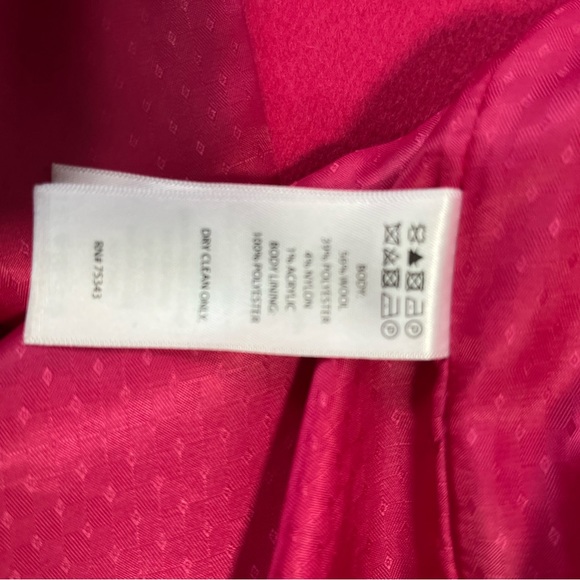 BODY:
56% WOOL
39% POLYESTER
4% NYLON
1% ACRYLIC
BODY LINING
100% POLYESTER
DRY CLEAN ONLY
RN# 75343